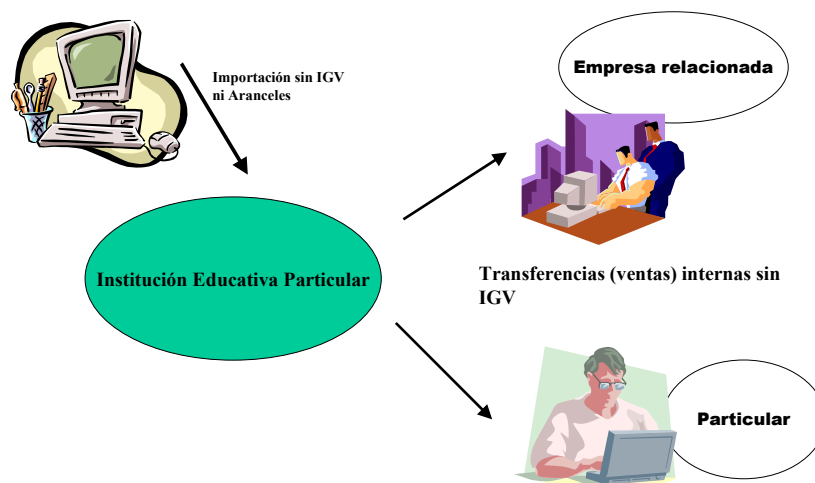 Importación sin IGV
ni Aranceles
Empresa relacionada
Institución Educativa Particular
Transferencias (ventas) internas sin
IGV
Particular